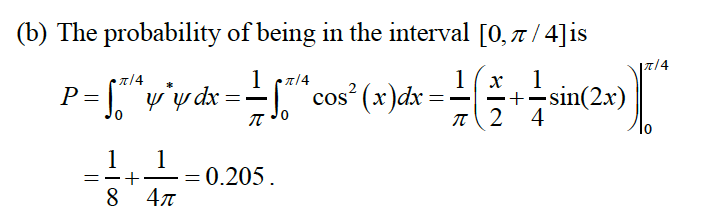 (b) The probability of being in the interval [0, π / 4] is
P = ∫₀^{π/4} ψ*ψ dx = 1/π ∫₀^{π/4} cos²(x)dx = 1/π (x/2 + 1/4 sin(2x))|₀^{π/4}
= 1/8 + 1/4π = 0.205.